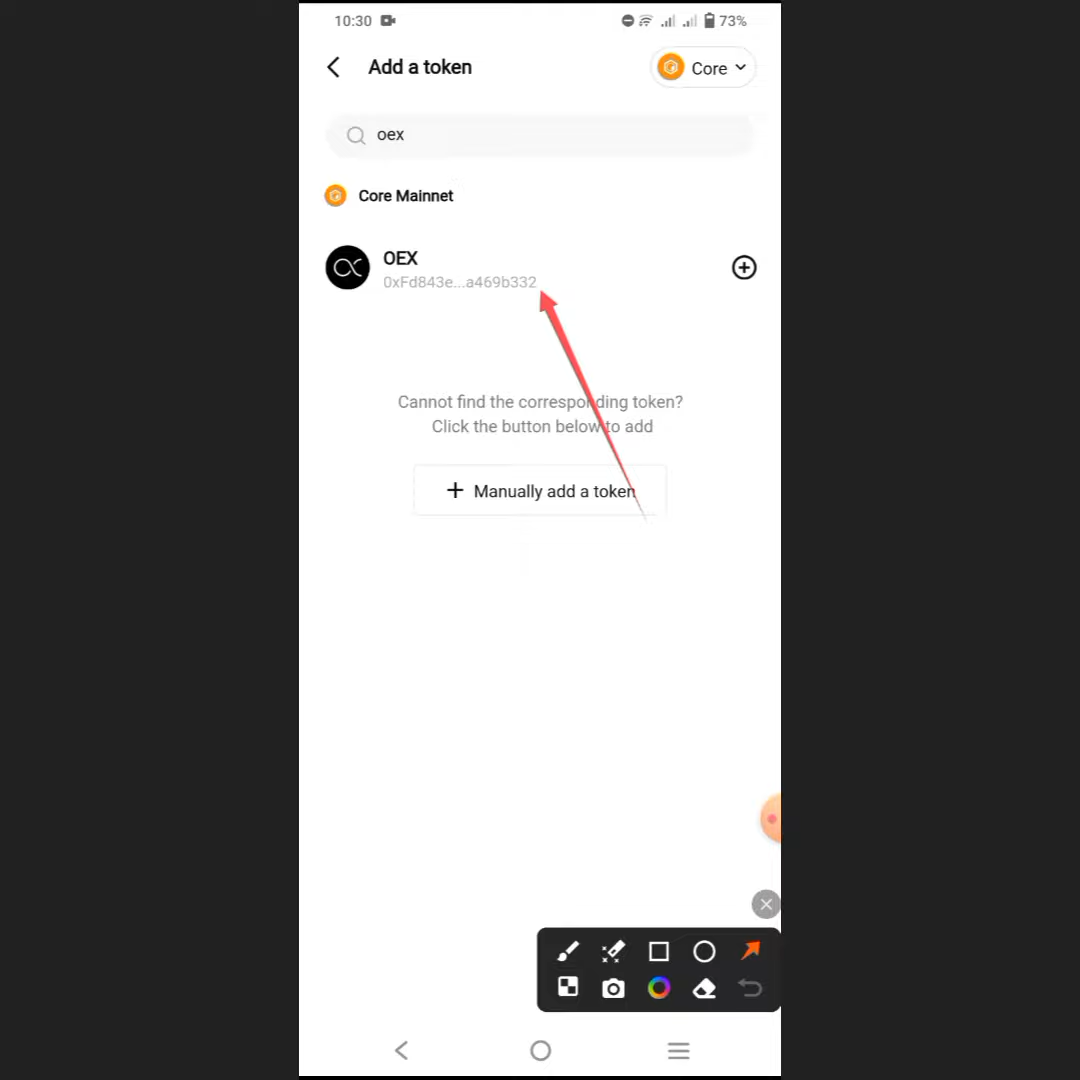 10:30
73%
Add a token
Core
oex
Core Mainnet
OEX
0xFd843e...a469b332
Cannot find the corresponding token?
Click the button below to add
+ Manually add a token